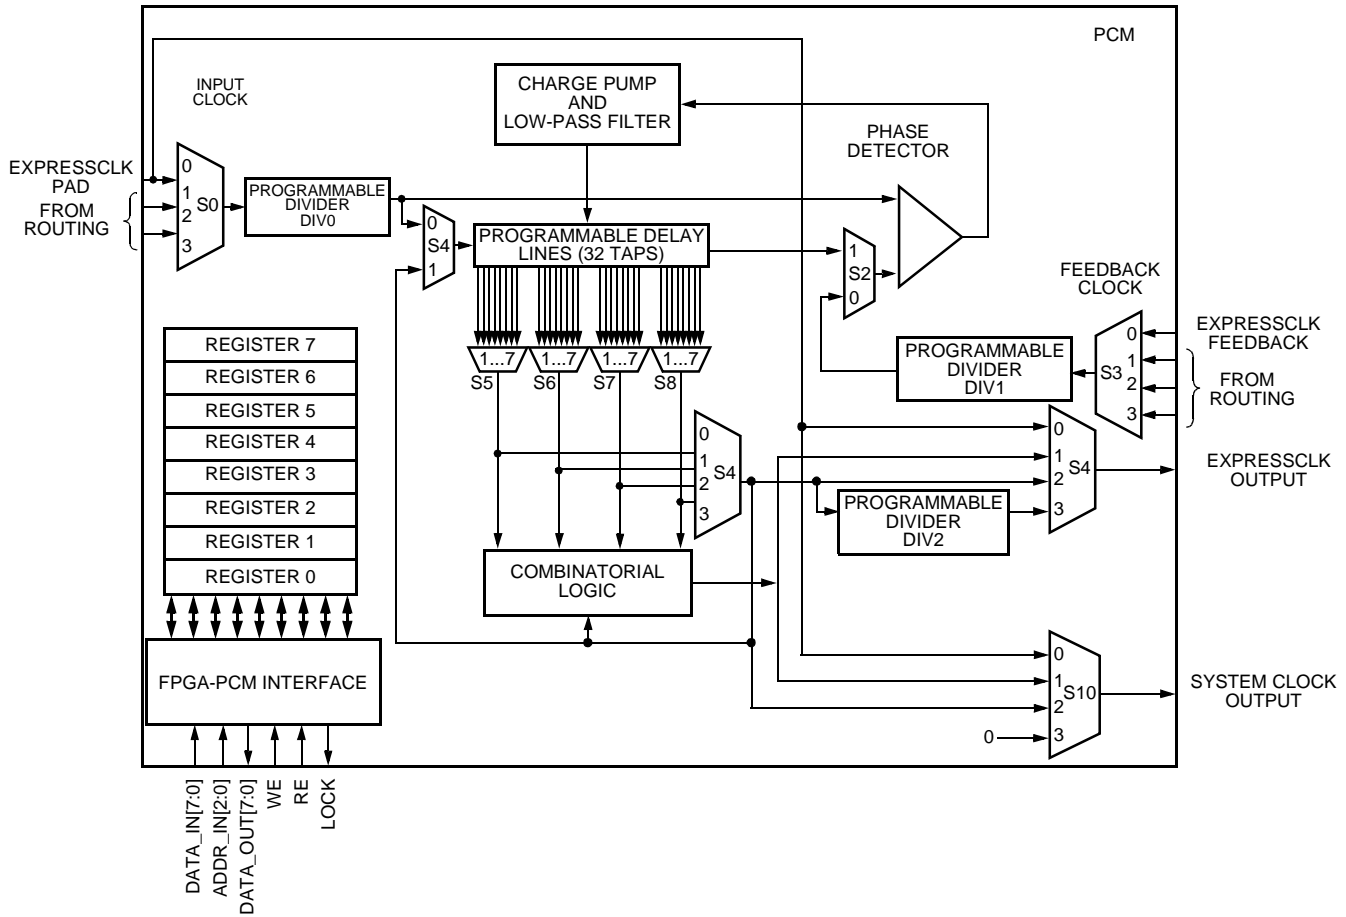 PCM
INPUT
CLOCK
CHARGE PUMP
AND
LOW-PASS FILTER
PHASE
DETECTOR
EXPRESSCLK
PAD
FROM
ROUTING
0
1
2
3
S0
PROGRAMMABLE
DIVIDER
DIV0
0
S4
1
PROGRAMMABLE DELAY
LINES (32 TAPS)
1
S2
0
FEEDBACK
CLOCK
0
1
2
3
S3
EXPRESSCLK
FEEDBACK
FROM
ROUTING
PROGRAMMABLE
DIVIDER
DIV1
REGISTER 7
REGISTER 6
REGISTER 5
REGISTER 4
REGISTER 3
REGISTER 2
REGISTER 1
REGISTER 0
1...7
1...7
1...7
1...7
S5
S6
S7
S8
0
1
2
3
S4
0
1
2
3
S4
EXPRESSCLK
OUTPUT
PROGRAMMABLE
DIVIDER
DIV2
COMBINATORIAL
LOGIC
FPGA-PCM INTERFACE
0
1
2
3
S10
0
SYSTEM CLOCK
OUTPUT
DATA_IN[7:0]
ADDR_IN[2:0]
DATA_OUT[7:0]
WE
RE
LOCK